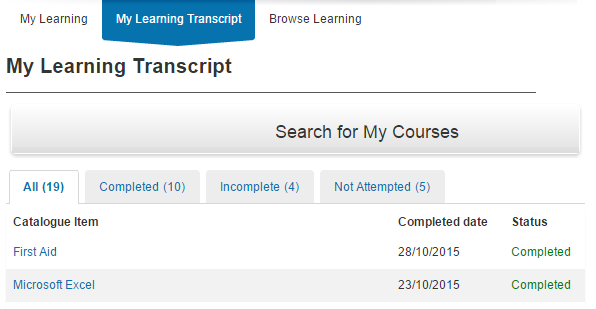 My Learning My Learning Transcript Browse Learning
My Learning Transcript
Search for My Courses
All (19) Completed (10) Incomplete (4) Not Attempted (5)
Catalogue Item Completed date Status
First Aid 28/10/2015 Completed
Microsoft Excel 23/10/2015 Completed